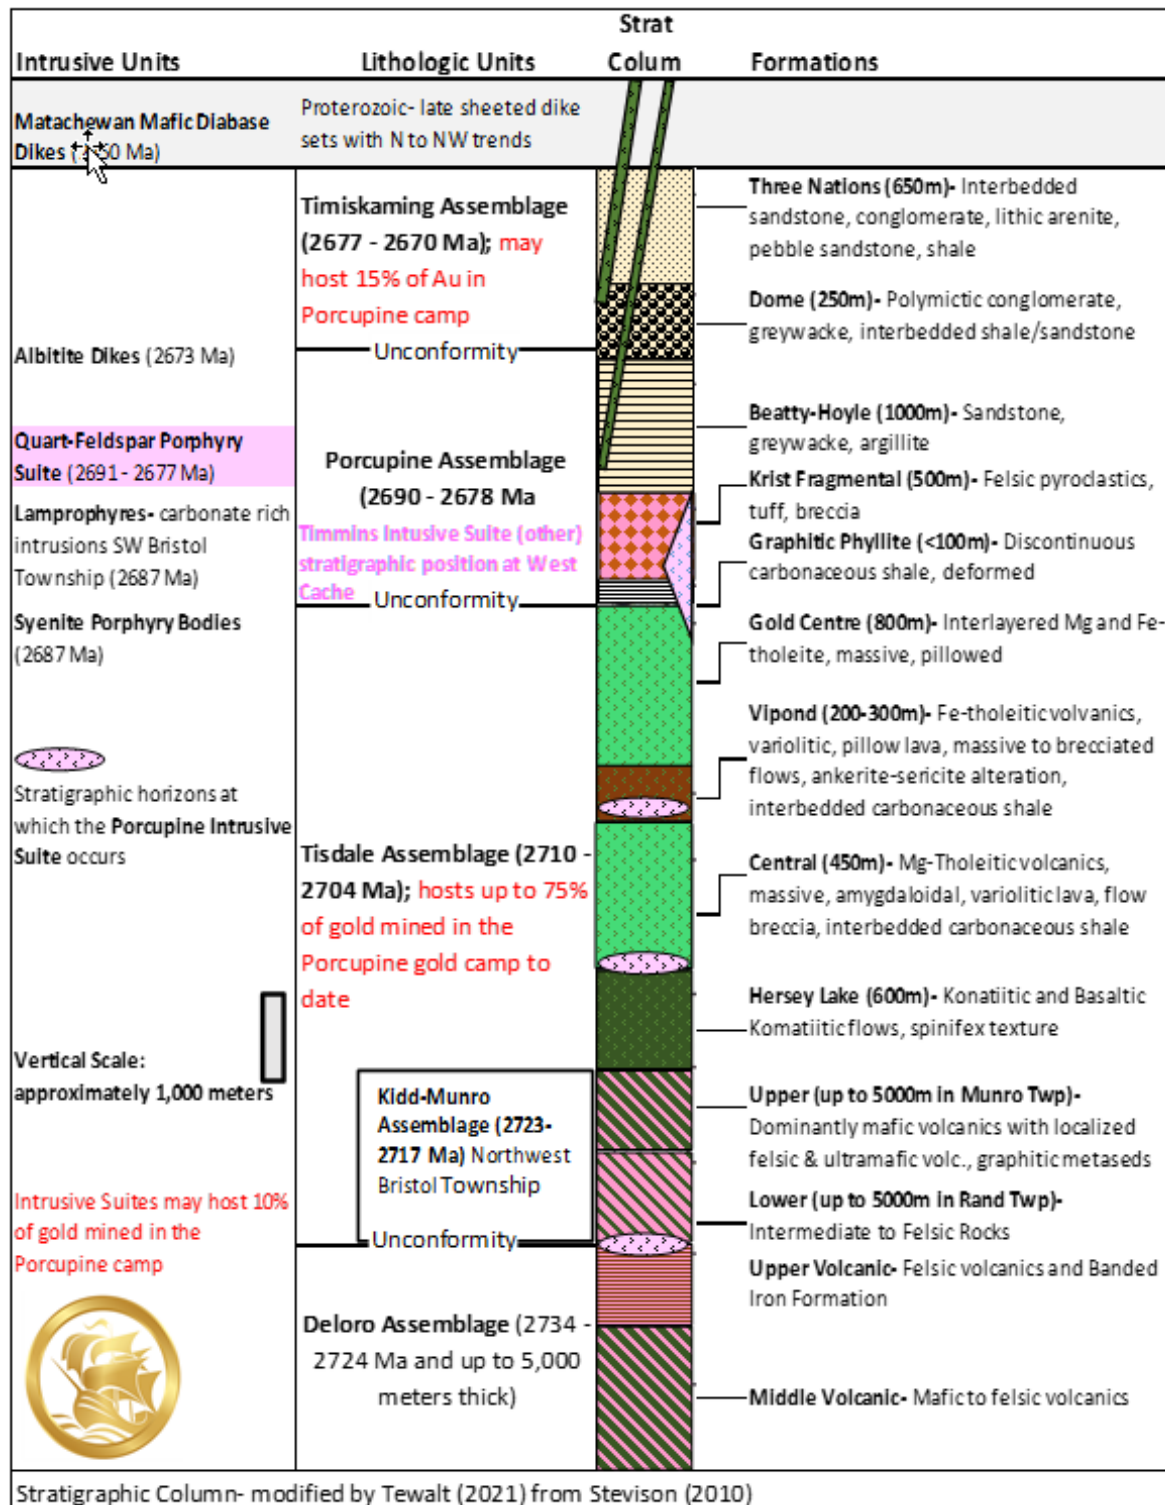 Intrusive Units
Lithologic Units
Strat
Colum
Formations
Matachewan Mafic Diabase
Dikes ( 50 Ma)
Proterozoic- late sheeted dike
sets with N to NW trends
Albitite Dikes (2673 Ma)
Quart-Feldspar Porphyry
Suite (2691 - 2677 Ma)
Lamprophyres- carbonate rich
intrusions SW Bristol
Township (2687 Ma)
Syenite Porphyry Bodies
(2687 Ma)
Stratigraphic horizons at
which the Porcupine Intrusive
Suite occurs
Vertical Scale:
approximately 1,000 meters
Intrusive Suites may host 10%
of gold mined in the
Porcupine camp
Timiskaming Assemblage
(2677 - 2670 Ma); may
host 15% of Au in
Porcupine camp
Unconformity
Porcupine Assemblage
(2690 - 2678 Ma
Timmins Intusive Suite (other)
stratigraphic position at West
Cache
Unconformity
Tisdale Assemblage (2710 -
2704 Ma); hosts up to 75%
of gold mined in the
Porcupine gold camp to
date
Kidd-Munro
Assemblage (2723-
2717 Ma) Northwest
Bristol Township
Unconformity
Deloro Assemblage (2734 -
2724 Ma and up to 5,000
meters thick)
Three Nations (650m)- Interbedded
sandstone, conglomerate, lithic arenite,
pebble sandstone, shale
Dome (250m)- Polymictic conglomerate,
greywacke, interbedded shale/sandstone
Beatty-Hoyle (1000m)- Sandstone,
greywacke, argillite
Krist Fragmental (500m)- Felsic pyroclastics,
tuff, breccia
Graphitic Phyllite (<100m)- Discontinuous
carbonaceous shale, deformed
Gold Centre (800m)- Interlayered Mg and Fe-
tholeite, massive, pillowed
Vipond (200-300m)- Fe-tholeitic volvanics,
variolitic, pillow lava, massive to brecciated
flows, ankerite-sericite alteration,
interbedded carbonaceous shale
Central (450m)- Mg-Tholeitic volcanics,
massive, amygdaloidal, variolitic lava, flow
breccia, interbedded carbonaceous shale
Hersey Lake (600m)- Konatiitic and Basaltic
Komatiitic flows, spinifex texture
Upper (up to 5000m in Munro Twp)-
Dominantly mafic volcanics with localized
felsic & ultramafic volc., graphitic metaseds
Lower (up to 5000m in Rand Twp)-
Intermediate to Felsic Rocks
Upper Volcanic- Felsic volcanics and Banded
Iron Formation
Middle Volcanic- Mafic to felsic volcanics
Stratigraphic Column- modified by Tewalt (2021) from Stevison (2010)